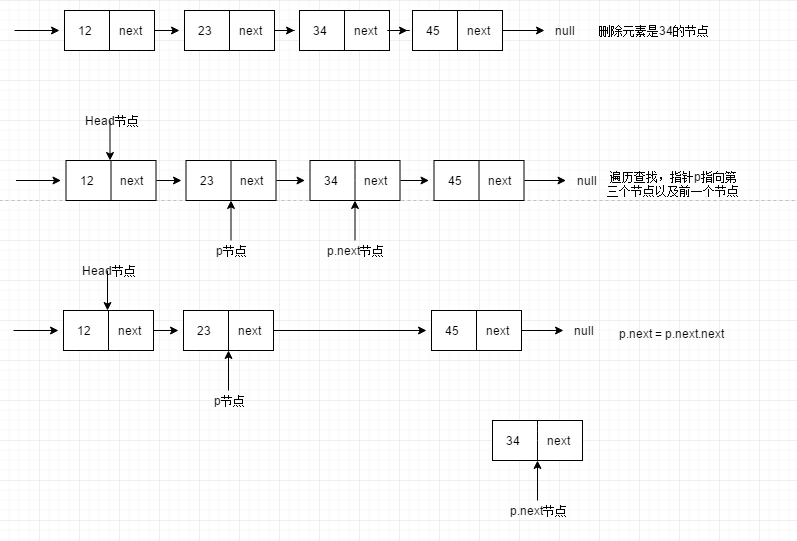 12 next 23 next 34 next 45 next null 删除元素是34的节点
Head节点
12 next 23 next 34 next 45 next null 遍历查找，指针p指向第
三个节点以及前一个节点
p节点 p.next节点
Head节点
12 next 23 next 45 next null p.next = p.next.next
p节点
34 next
p.next节点